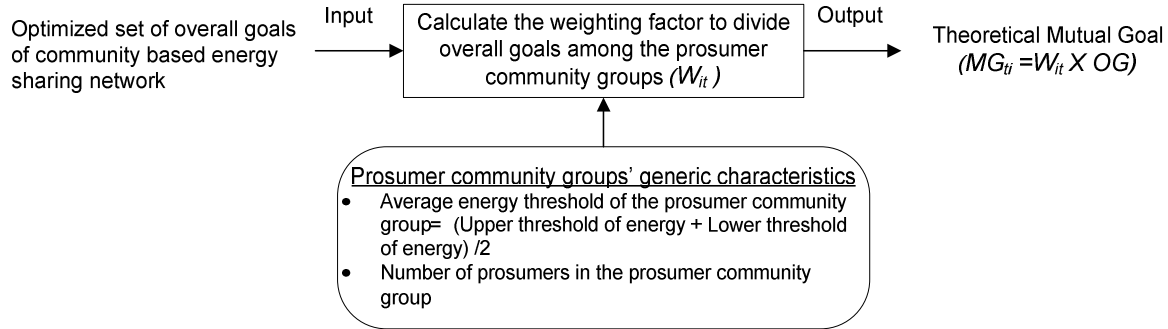 Optimized set of overall goals
of community based energy
sharing network
Input
Calculate the weighting factor to divide
overall goals among the prosumer
community groups (Wit )
Output
Theoretical Mutual Goal
(MGti =Wit X OG)
Prosumer community groups' generic characteristics
• Average energy threshold of the prosumer community
group= (Upper threshold of energy + Lower threshold
of energy) /2
• Number of prosumers in the prosumer community
group